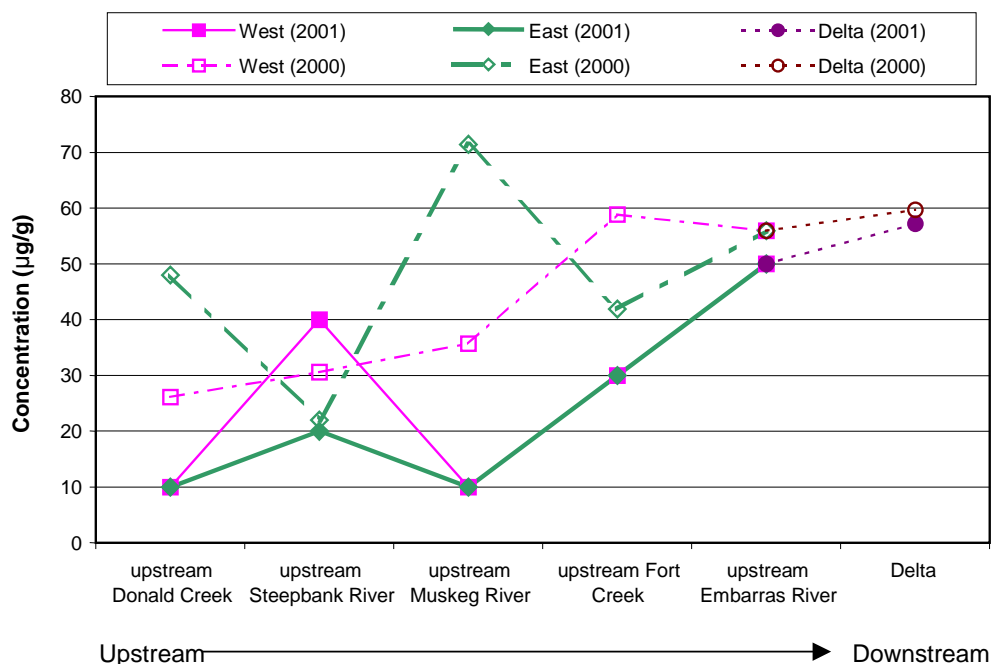 West (2001) East (2001) Delta (2001)
West (2000) East (2000) Delta (2000)
80
70
60
50
40
30
20
10
0
Concentration (µg/g)
upstream Donald Creek
upstream Steepbank River
upstream Muskeg River
upstream Fort Creek
upstream Embarras River
Delta
Upstream Downstream